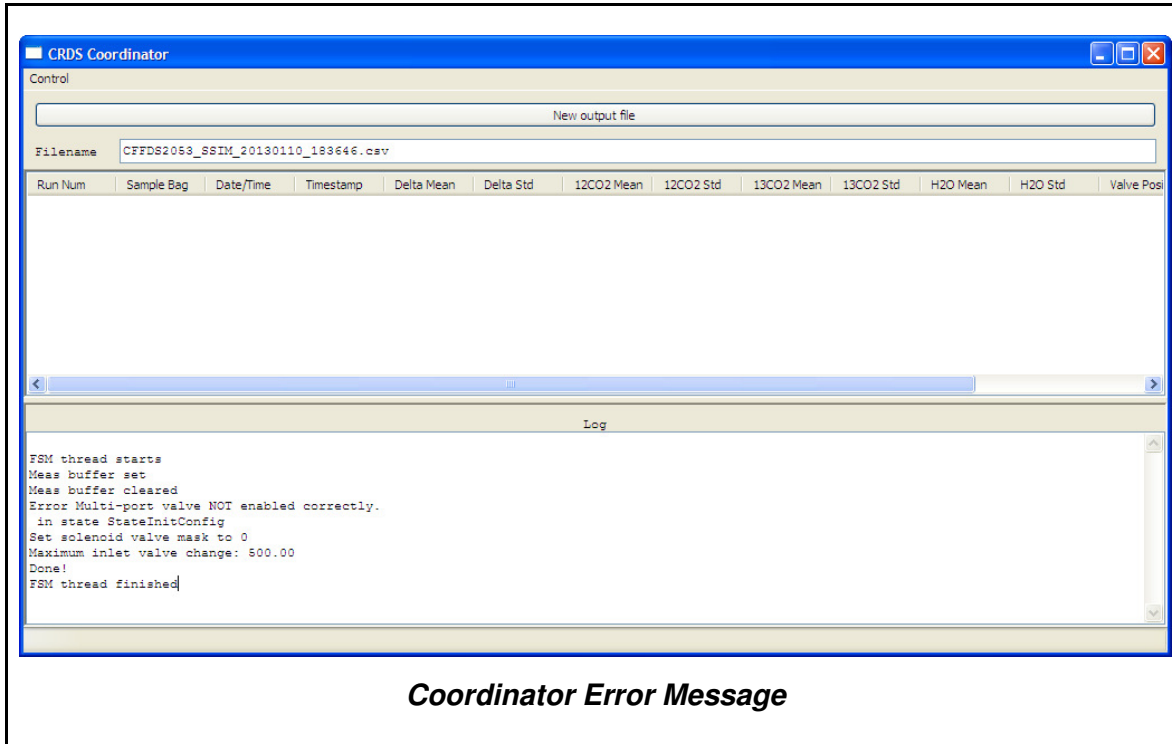 CRDS Coordinator
Control
New output file
Filename CFFDS2053_SSIM_20130110_183646.csv
Run Num Sample Bag Date/Time Timestamp Delta Mean Delta Std 12CO2 Mean 12CO2 Std 13CO2 Mean 13CO2 Std H2O Mean H2O Std Valve Posi
Log
FSM thread starts
Meas buffer set
Meas buffer cleared
Error Multi-port valve NOT enabled correctly.
in state StateInitConfig
Set solenoid valve mask to 0
Maximum inlet valve change: 500.00
Done!
FSM thread finished
Coordinator Error Message